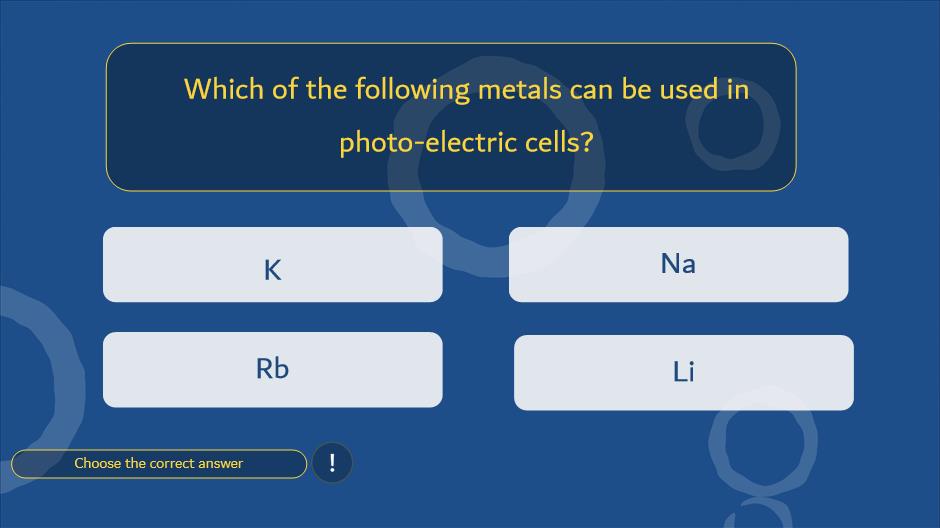 Which of the following metals can be used in
photo-electric cells?
K
Na
Rb
Li
Choose the correct answer
!